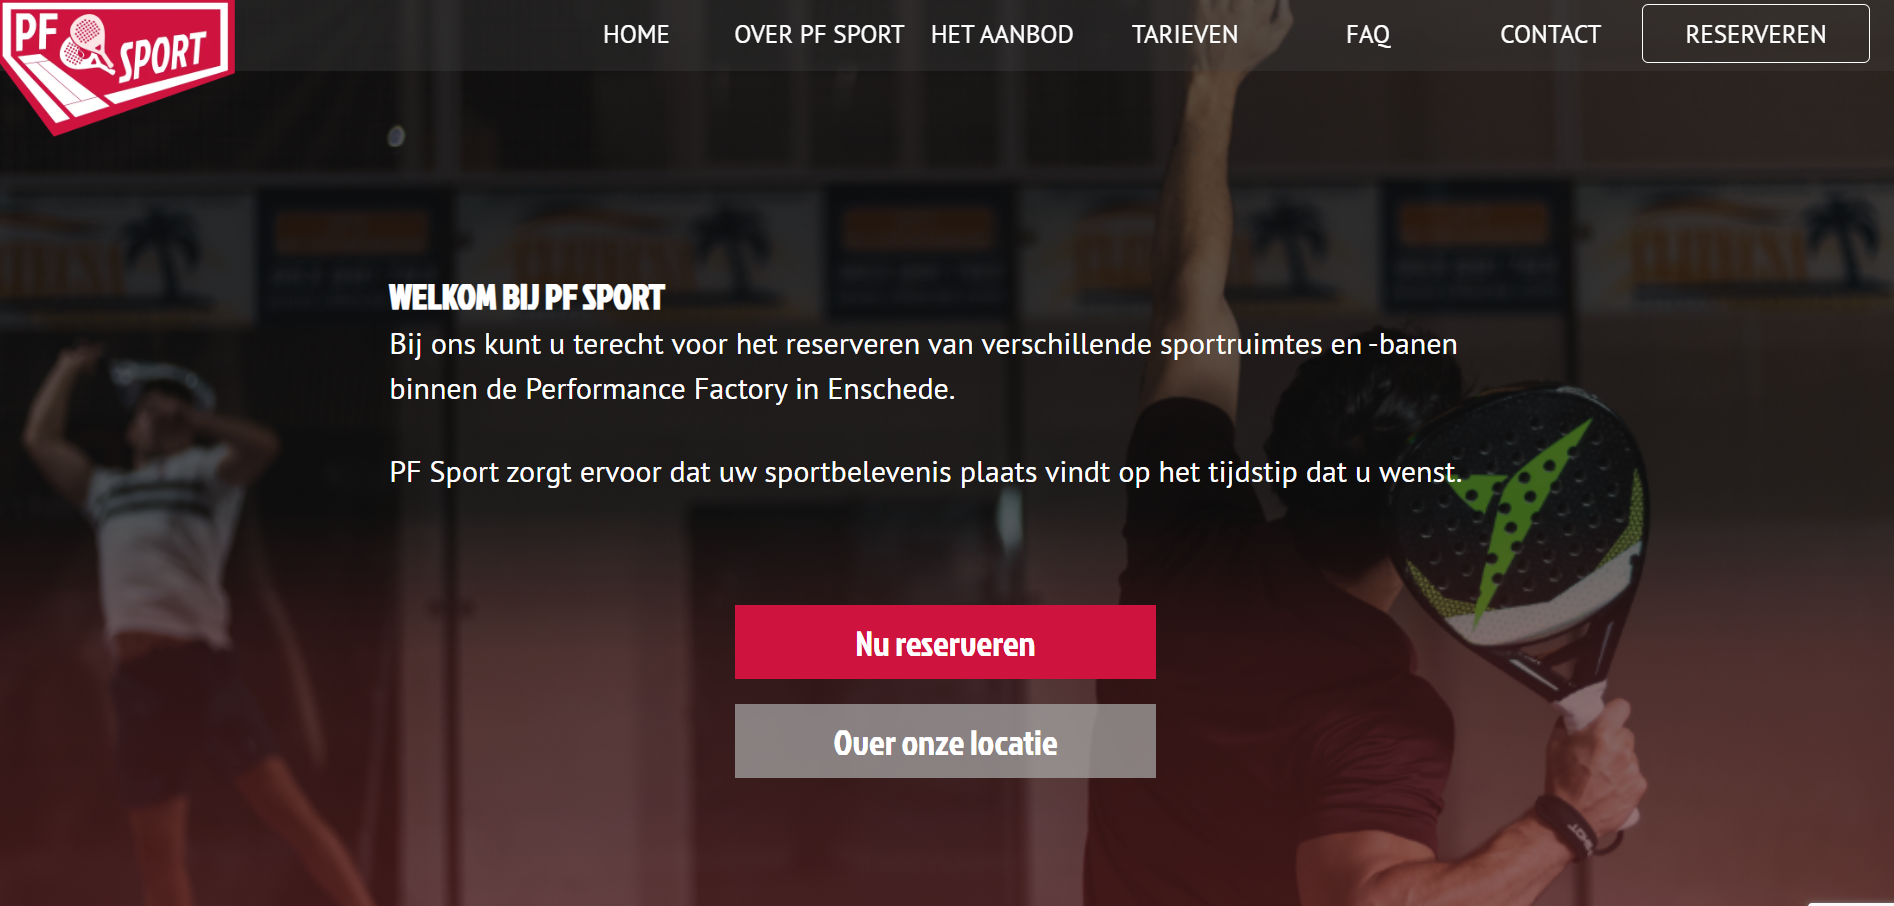 PF SPORT
HOME
OVER PF SPORT
HET AANBOD
TARIEVEN
FAQ
CONTACT
RESERVEREN
WELKOM BIJ PF SPORT
Bij ons kunt u terecht voor het reserveren van verschillende sportruimtes en -banen
binnen de Performance Factory in Enschede.
PF Sport zorgt ervoor dat uw sportbelevenis plaats vindt op het tijdstip dat u wenst.
Nu reserveren
Over onze locatie